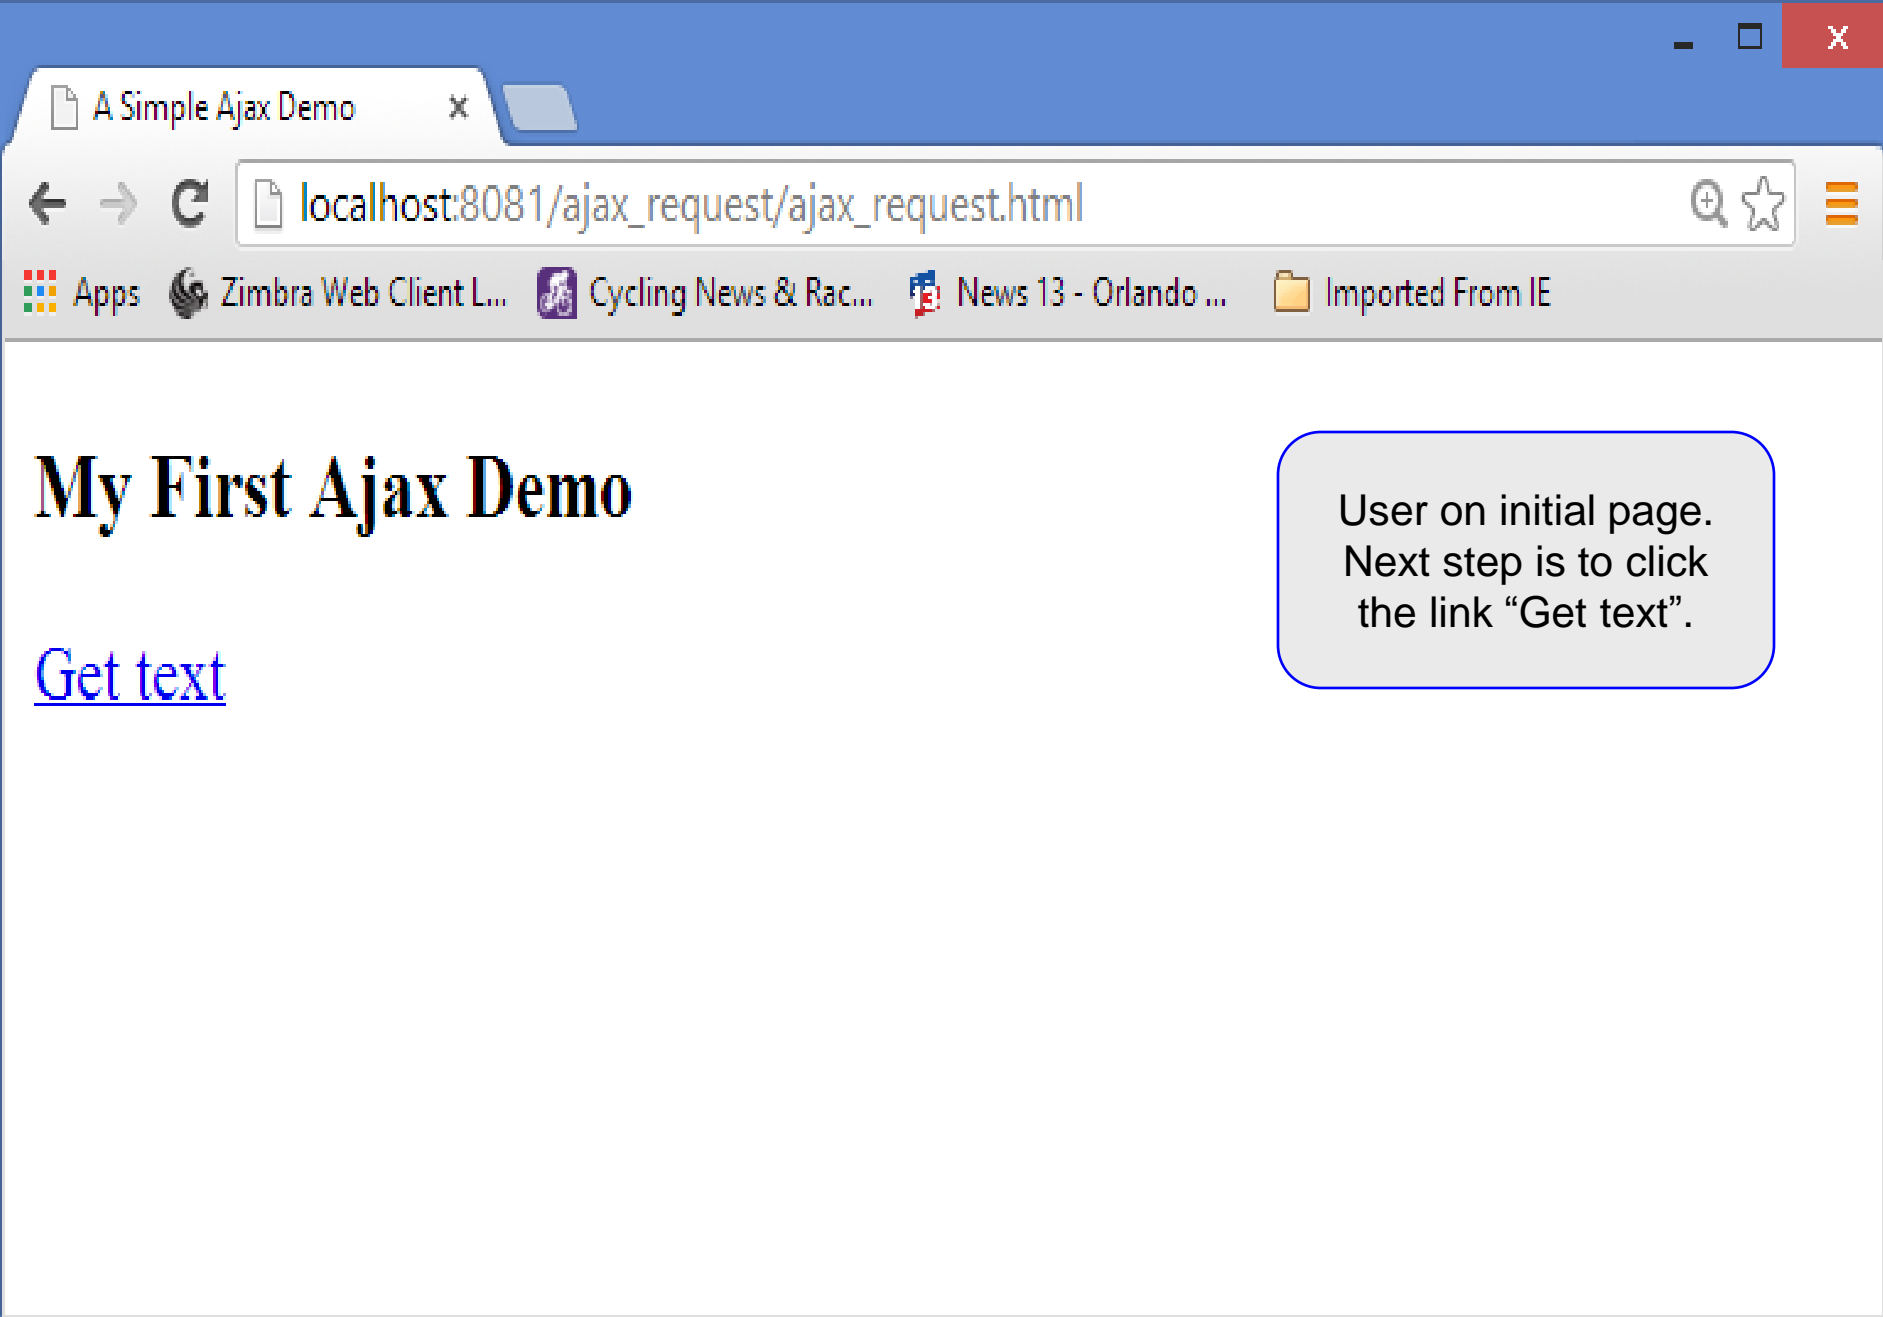 A Simple Ajax Demo
localhost:8081/ajax_request/ajax_request.html
Apps Zimbra Web Client L... Cycling News & Rac... News 13 - Orlando ... Imported From IE
My First Ajax Demo
User on initial page.
Next step is to click
the link “Get text”.
Get text